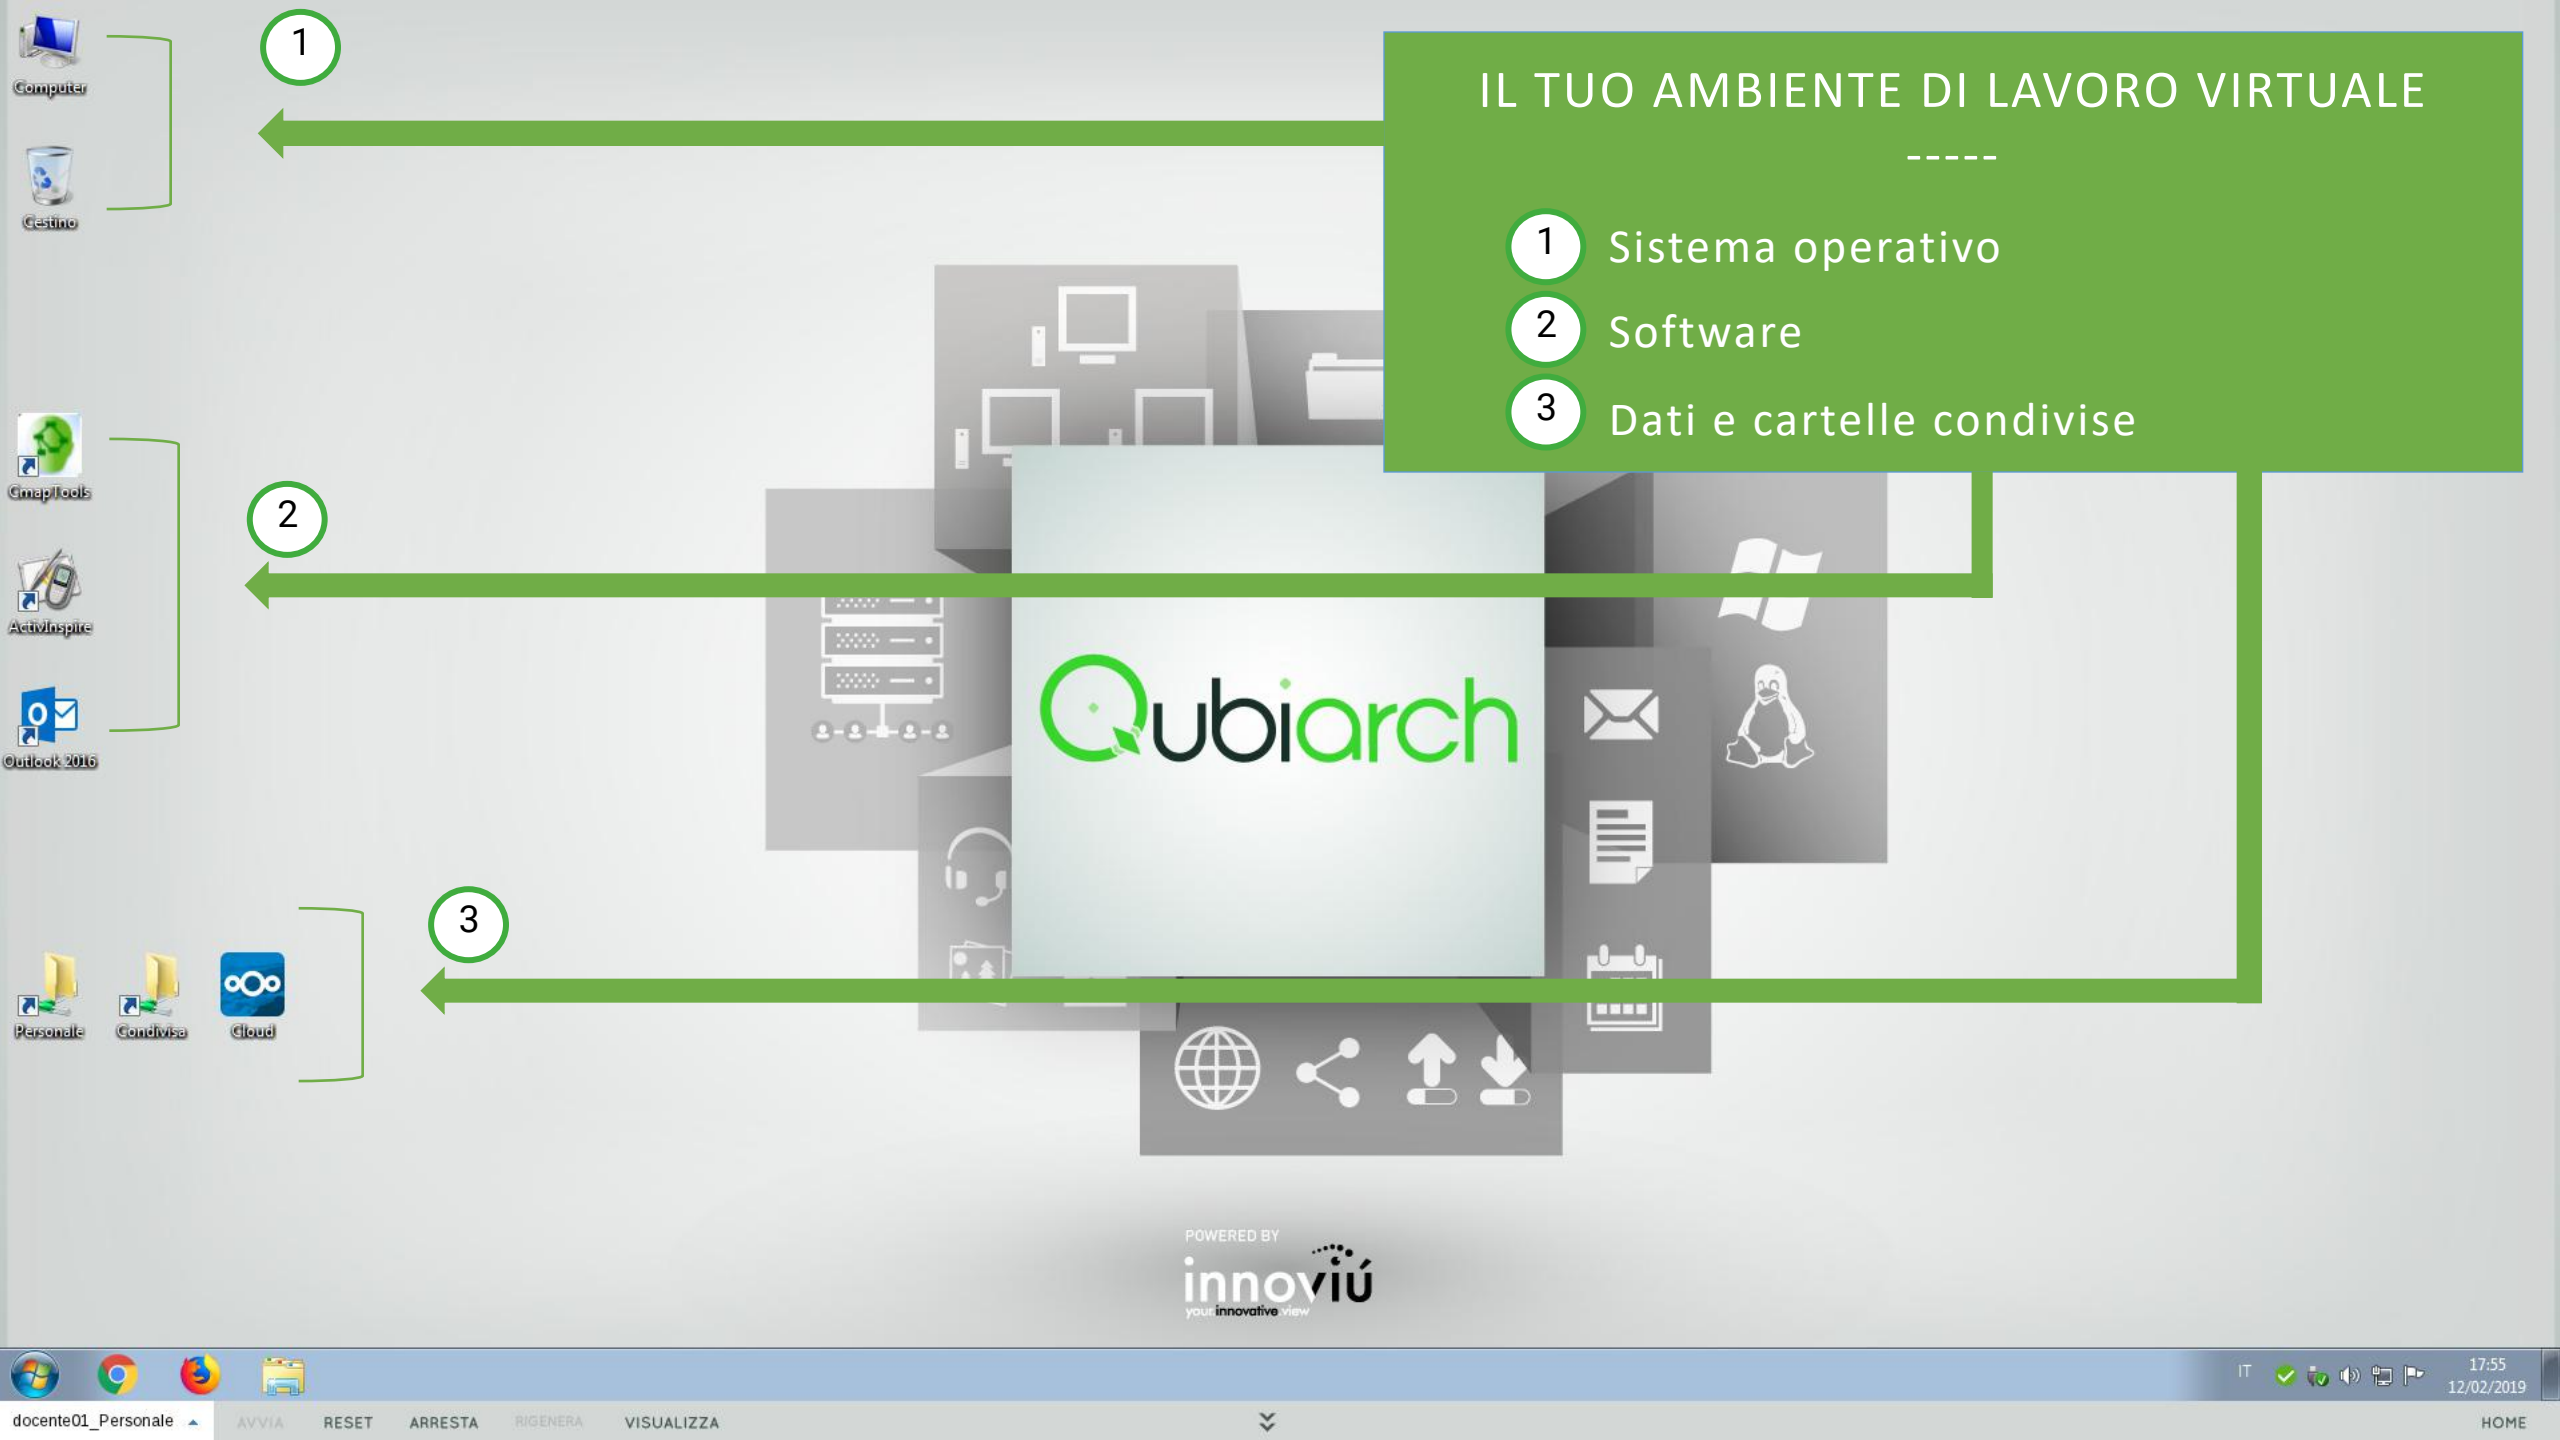 1
Computer
Cestino
IL TUO AMBIENTE DI LAVORO VIRTUALE
-----
1 Sistema operativo
2 Software
3 Dati e cartelle condivise
CmapTools
2
ActivInspire
Outlook 2016
Qubiarch
3
Personale Condivisa Cloud
POWERED BY
innoviú
your innovative view
IT 17:55
12/02/2019
docente01_Personale AVVIA RESET ARRESTA RIGENERA VISUALIZZA HOME